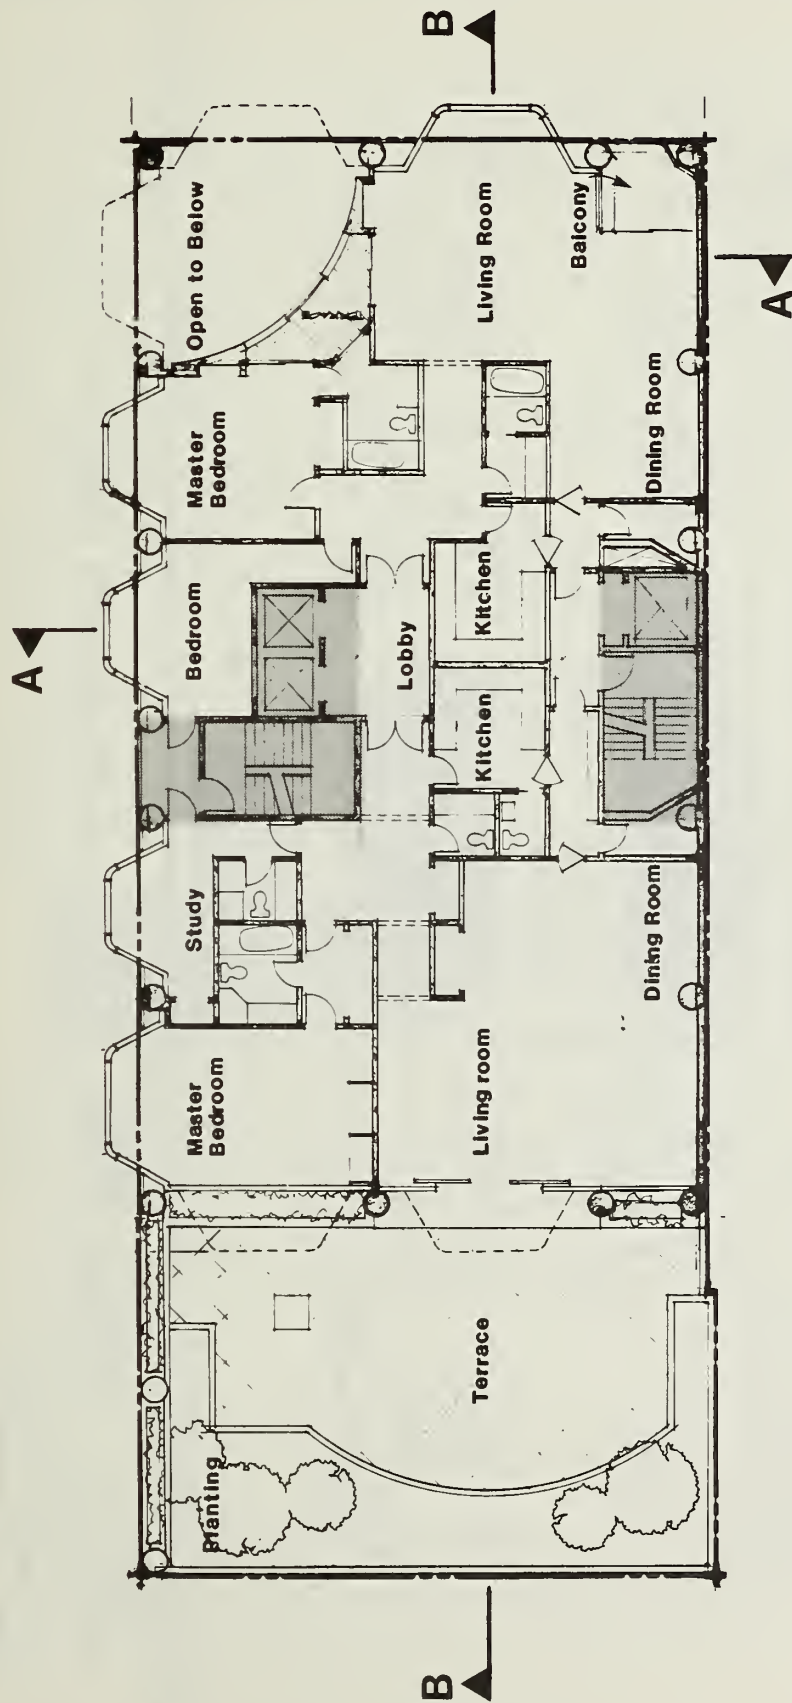 A
Planting
Master
Bedroom
Study
Bedroom
Master
Bedroom
Open to Below
Lobby
B
B
Terrace
Living room
Kitchen
Kitchen
Living Room
Balcony
Dining Room
Dining Room
A